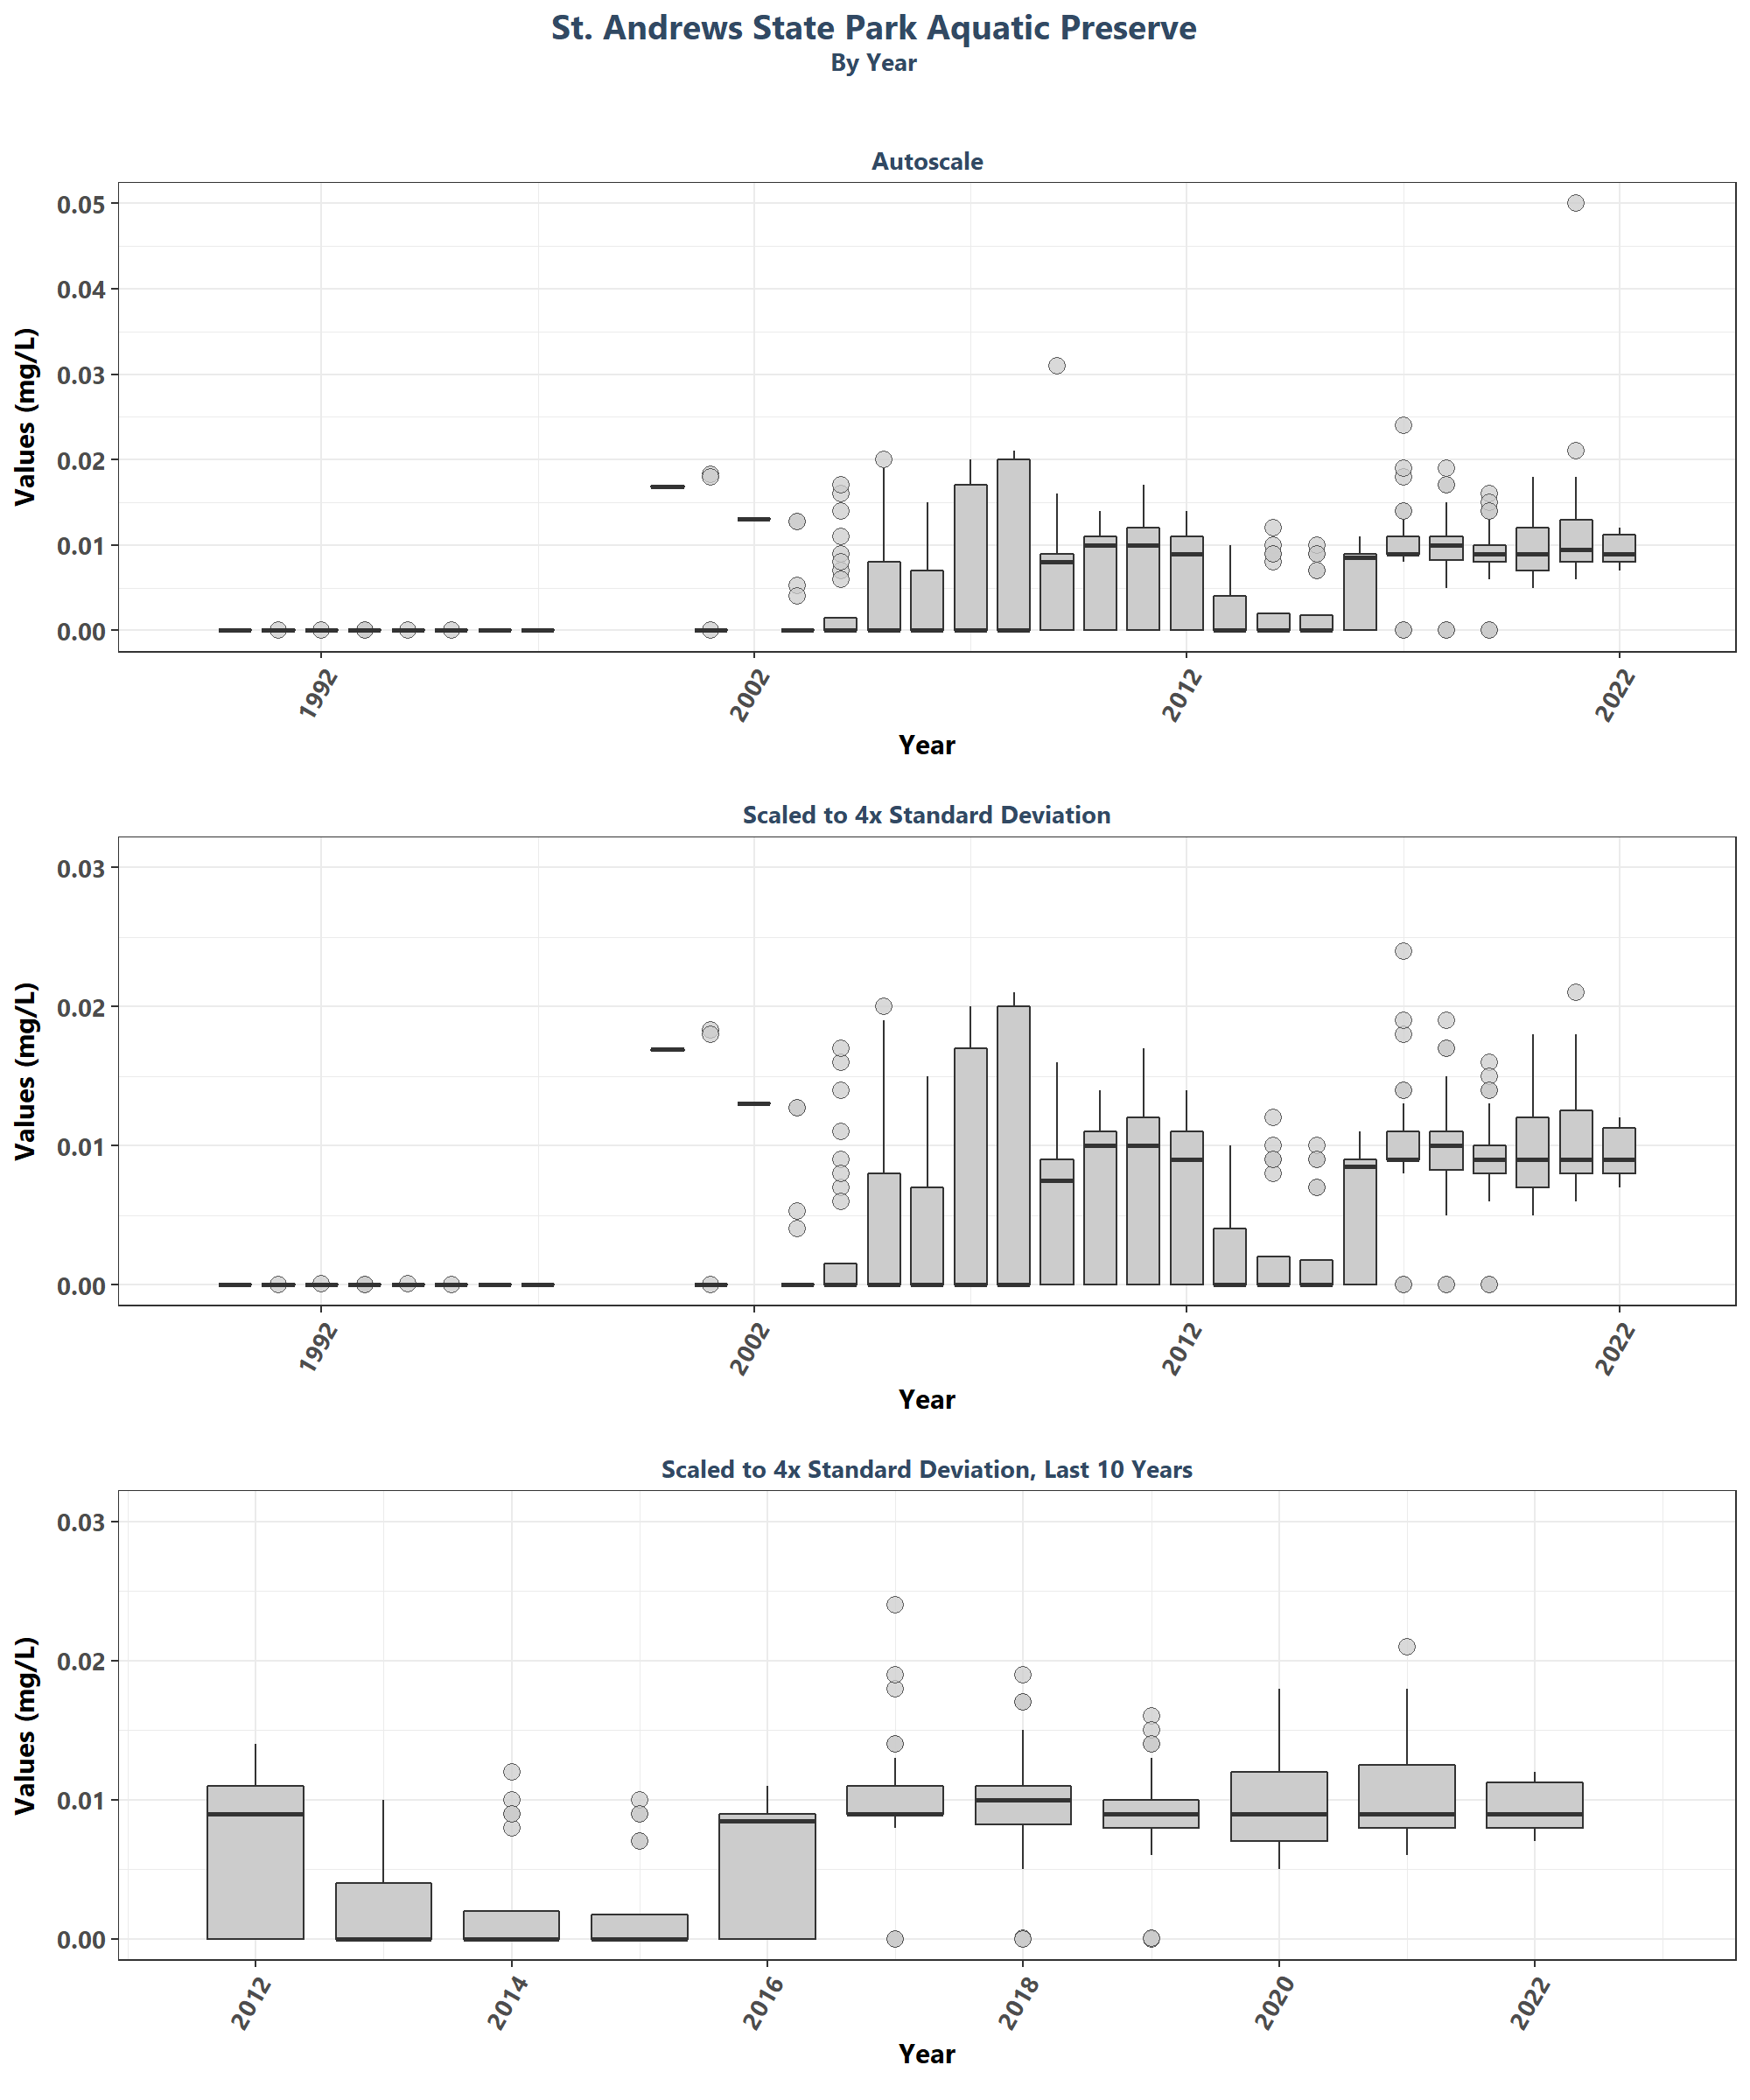 St. Andrews State Park Aquatic Preserve
By Year
Autoscale
Values (mg/L)
0.05
0.04
0.03
0.02
0.01
0.00
1992
2002
2012
2022
Year
Scaled to 4x Standard Deviation
Values (mg/L)
0.03
0.02
0.01
0.00
1992
2002
2012
2022
Year
Scaled to 4x Standard Deviation, Last 10 Years
Values (mg/L)
0.03
0.02
0.01
0.00
2012
2014
2016
2018
2020
2022
Year